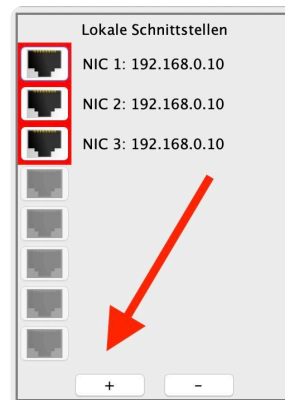 Lokale Schnittstellen
NIC 1: 192.168.0.10
NIC 2: 192.168.0.10
NIC 3: 192.168.0.10
+ -